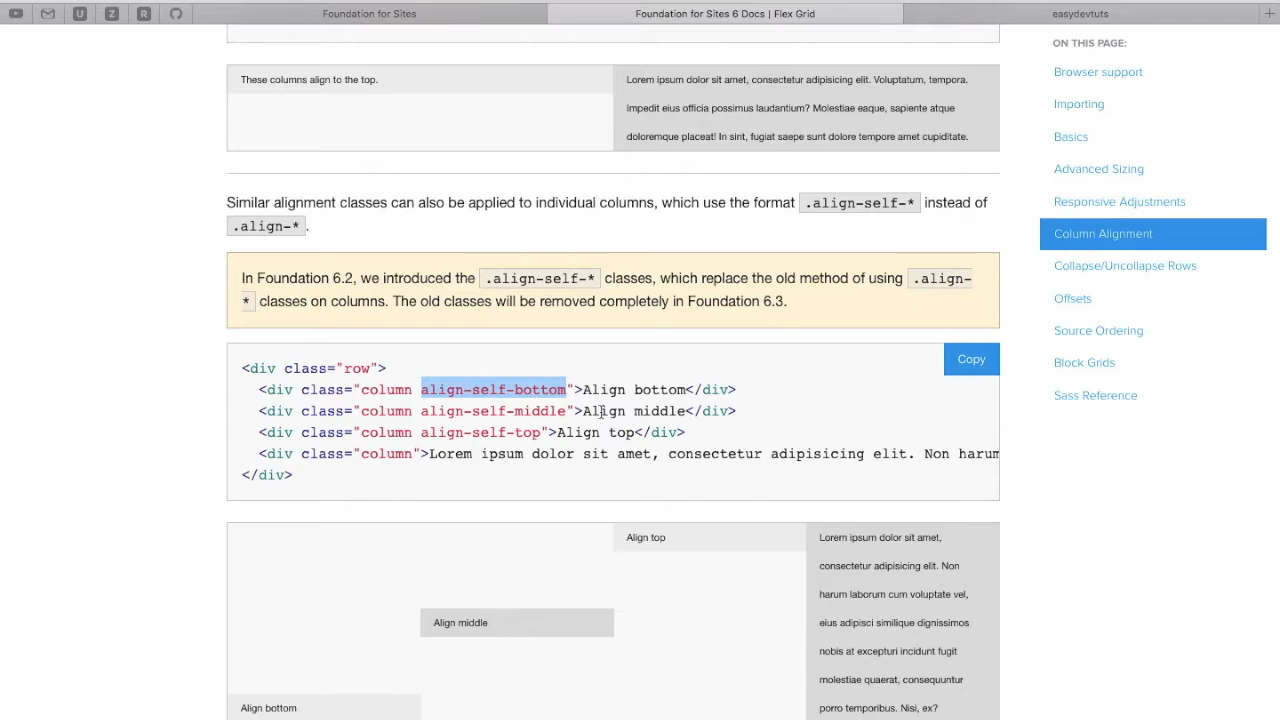 U Z R Foundation for Sites Foundation for Sites 6 Docs | Flex Grid easydevtuts +
These columns align to the top.
Lorem ipsum dolor sit amet, consectetur adipisicing elit. Voluptatum, tempora.
Impedit eius officia possimus laudantium? Molestiae eaque, sapiente atque
doloremque placeat! In sint, fugiat saepe sunt dolore tempore amet cupiditate.
Similar alignment classes can also be applied to individual columns, which use the format .align-self-* instead of
.align-*.
In Foundation 6.2, we introduced the .align-self-* classes, which replace the old method of using .align-
* classes on columns. The old classes will be removed completely in Foundation 6.3.
Copy
<div class="row">
<div class="column align-self-bottom">Align bottom</div>
<div class="column align-self-middle">Align middle</div>
<div class="column align-self-top">Align top</div>
<div class="column">Lorem ipsum dolor sit amet, consectetur adipisicing elit. Non harum
</div>
Align bottom
Align middle
Align top
Lorem ipsum dolor sit amet,
consectetur adipisicing elit. Non
harum laborum cum voluptate vel,
eius adipisci similique dignissimos
nobis at excepturi incidunt fugit
molestiae quaerat, consequuntur
porro temporibus. Nisi, ex?
ON THIS PAGE:
Browser support
Importing
Basics
Advanced Sizing
Responsive Adjustments
Column Alignment
Collapse/Uncollapse Rows
Offsets
Source Ordering
Block Grids
Sass Reference